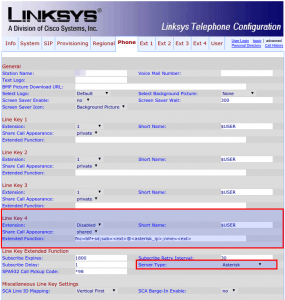 LINKSYS®
A Division of Cisco Systems, Inc.
Linksys Telephone Configuration
Info System SIP Provisioning Regional Phone Ext 1 Ext 2 Ext 3 Ext 4 User
User Login basic | advanced
Personal Directory Call History
General
Station Name: Voice Mail Number:
Text Logo:
BMP Picture Download URL:
Select Logo: Default Select Background Picture: None
Screen Saver Enable: no Screen Saver Wait: 300
Screen Saver Icon: Background Picture
Line Key 1
Extension: 1 Short Name: $USER
Share Call Appearance: private
Extended Function:
Line Key 2
Extension: 1 Short Name: $USER
Share Call Appearance: private
Extended Function:
Line Key 3
Extension: 1 Short Name: $USER
Share Call Appearance: private
Extended Function:
Line Key 4
Extension: Disabled Short Name: $USER
Share Call Appearance: shared
Extended Function: fnc=blf+sd;sub=<ext>@<asterisk_ip>;nme=<ext>
Line Key Extended Function
Subscribe Expires: 1800 Subscribe Retry Interval: 30
Subscribe Delay: 1 Server Type: Asterisk
SPA932 Call Pickup Code: *98
Miscellaneous Line Key Settings
SCA Line ID Mapping: Vertical First SCA Barge-In Enable: no